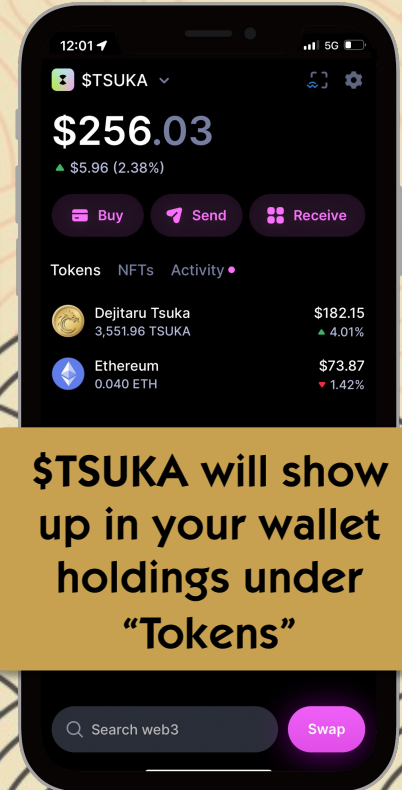 12:01 5G
$TSUKA
$256.03
$5.96 (2.38%)
Buy Send Receive
Tokens NFTs Activity
Dejitaru Tsuka $182.15
3,551.96 TSUKA 4.01%
Ethereum $73.87
0.040 ETH 1.42%
$TSUKA will show
up in your wallet
holdings under
“Tokens”
Search web3 Swap